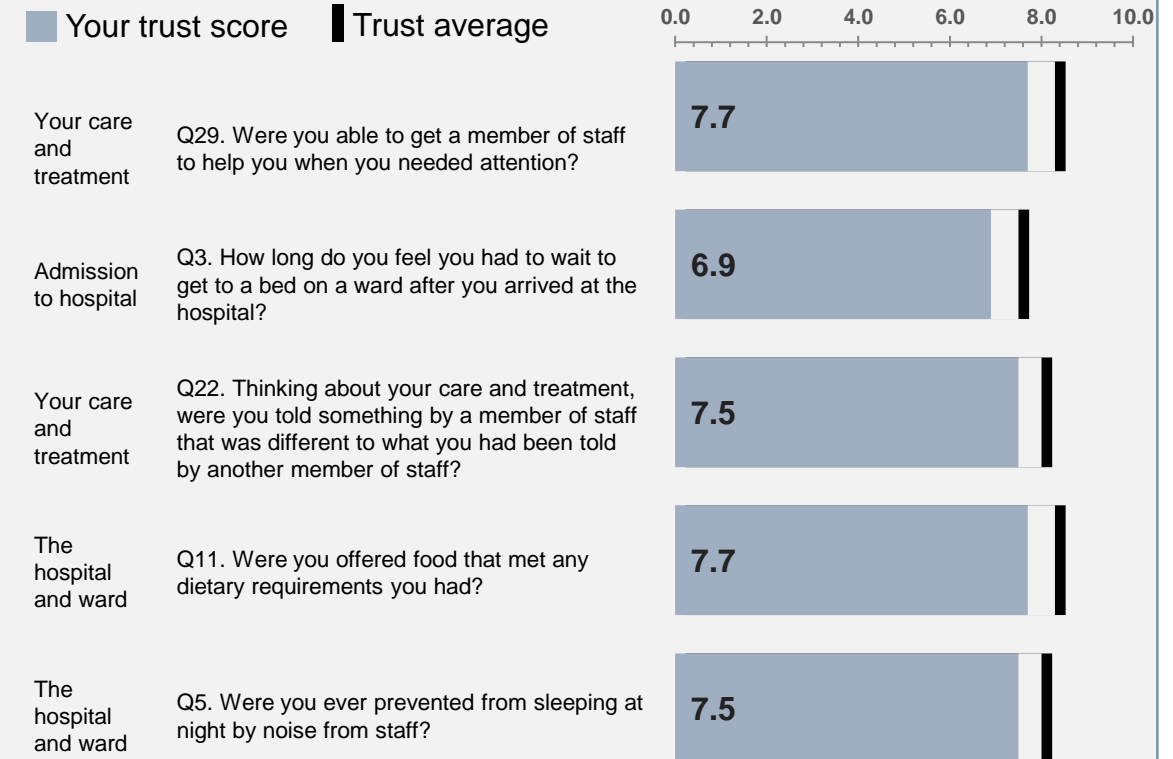 Your trust score
Trust average
0.0 2.0 4.0 6.0 8.0 10.0
Your care
and
treatment
Q29. Were you able to get a member of staff
to help you when you needed attention?
7.7
Admission
to hospital
Q3. How long do you feel you had to wait to
get to a bed on a ward after you arrived at the
hospital?
6.9
Your care
and
treatment
Q22. Thinking about your care and treatment,
were you told something by a member of staff
that was different to what you had been told
by another member of staff?
7.5
The
hospital
and ward
Q11. Were you offered food that met any
dietary requirements you had?
7.7
The
hospital
and ward
Q5. Were you ever prevented from sleeping at
night by noise from staff?
7.5